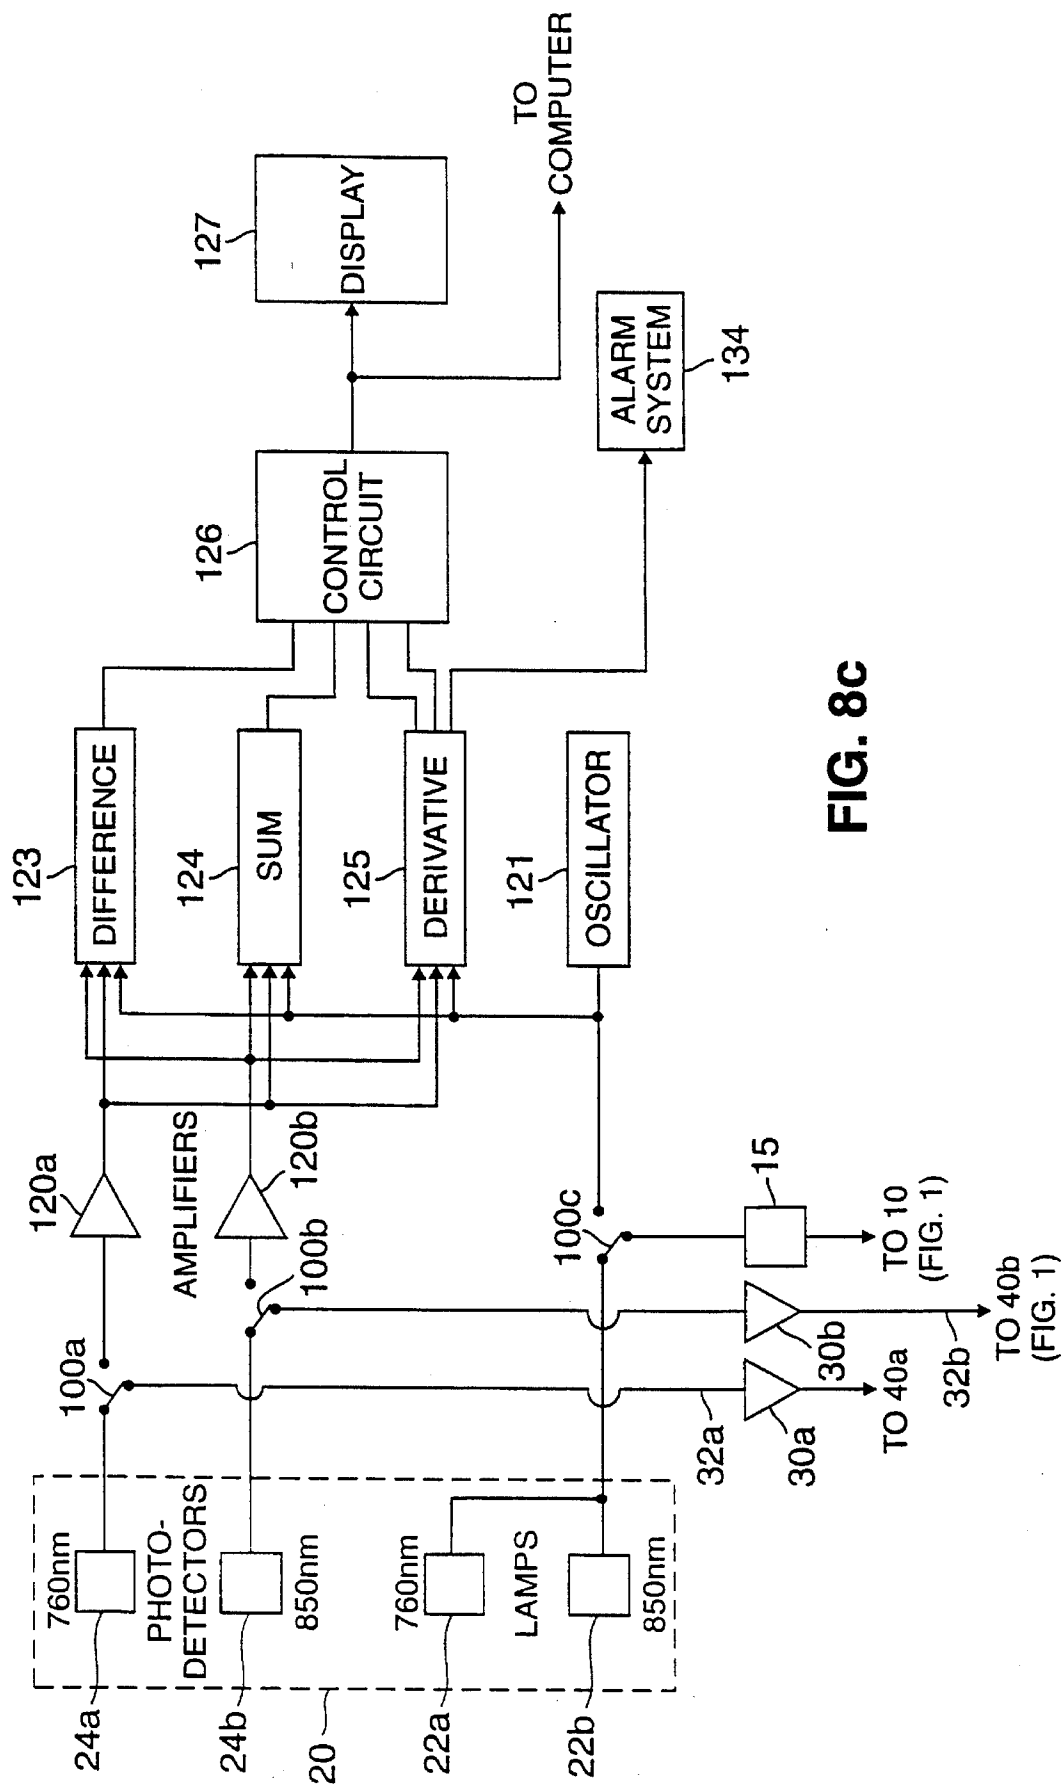 24a
760nm
PHOTO-
DETECTORS
24b
850nm
20
22a
760nm
LAMPS
22b
850nm
100a
120a
AMPLIFIERS
120b
100b
100c
15
TO 10
(FIG. 1)
32a
30a
TO 40a
30b
32b
TO 40b
(FIG. 1)
123
DIFFERENCE
124
SUM
125
DERIVATIVE
121
OSCILLATOR
126
CONTROL
CIRCUIT
127
DISPLAY
TO
COMPUTER
ALARM
SYSTEM
134
FIG. 8c